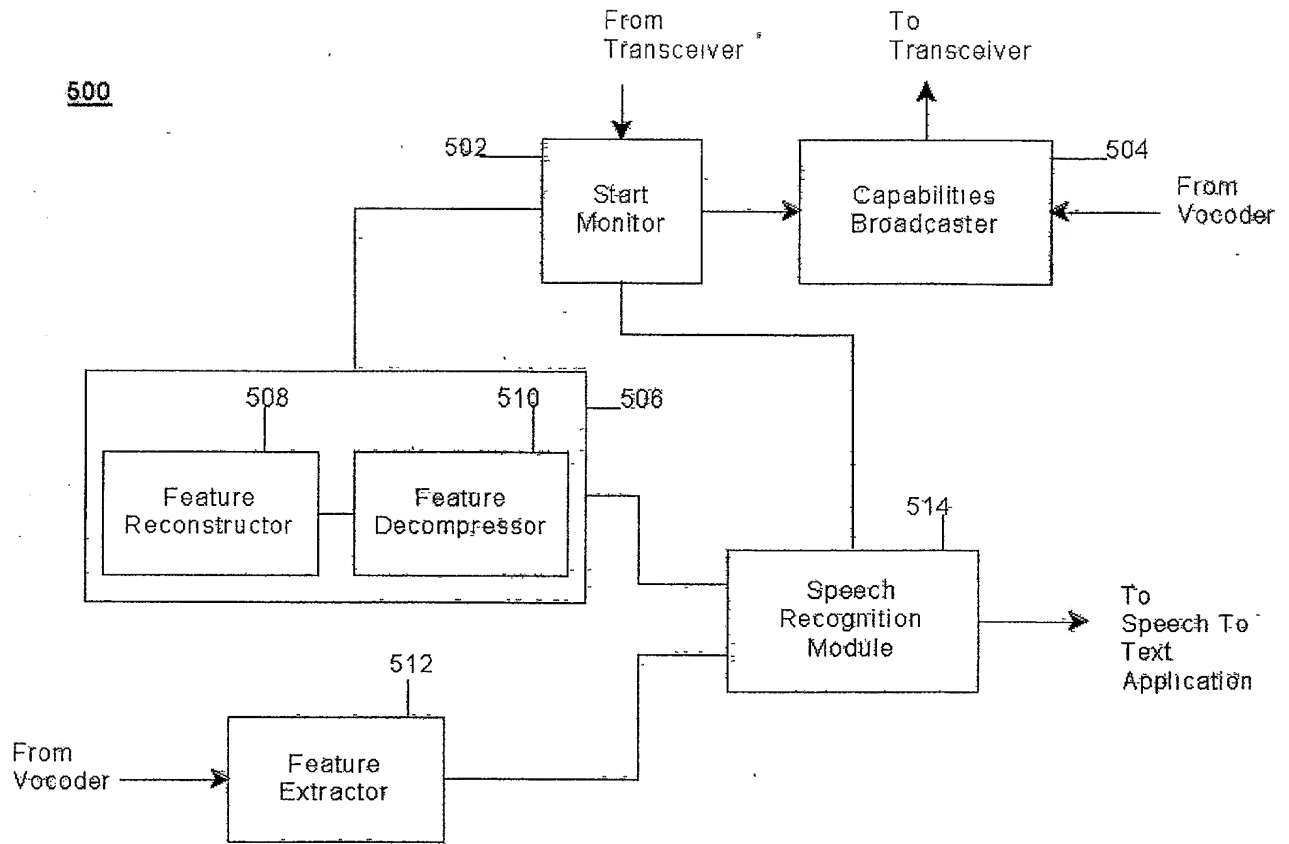 From
Transceiver
To
Transceiver
500
502
Start
Monitor
Capabilities
Broadcaster
504
From
Vocoder
508
510
506
Feature
Reconstructor
Feature
Decompressor
514
Speech
Recognition
Module
To
Speech To
Text
Application
512
From
Vocoder
Feature
Extractor